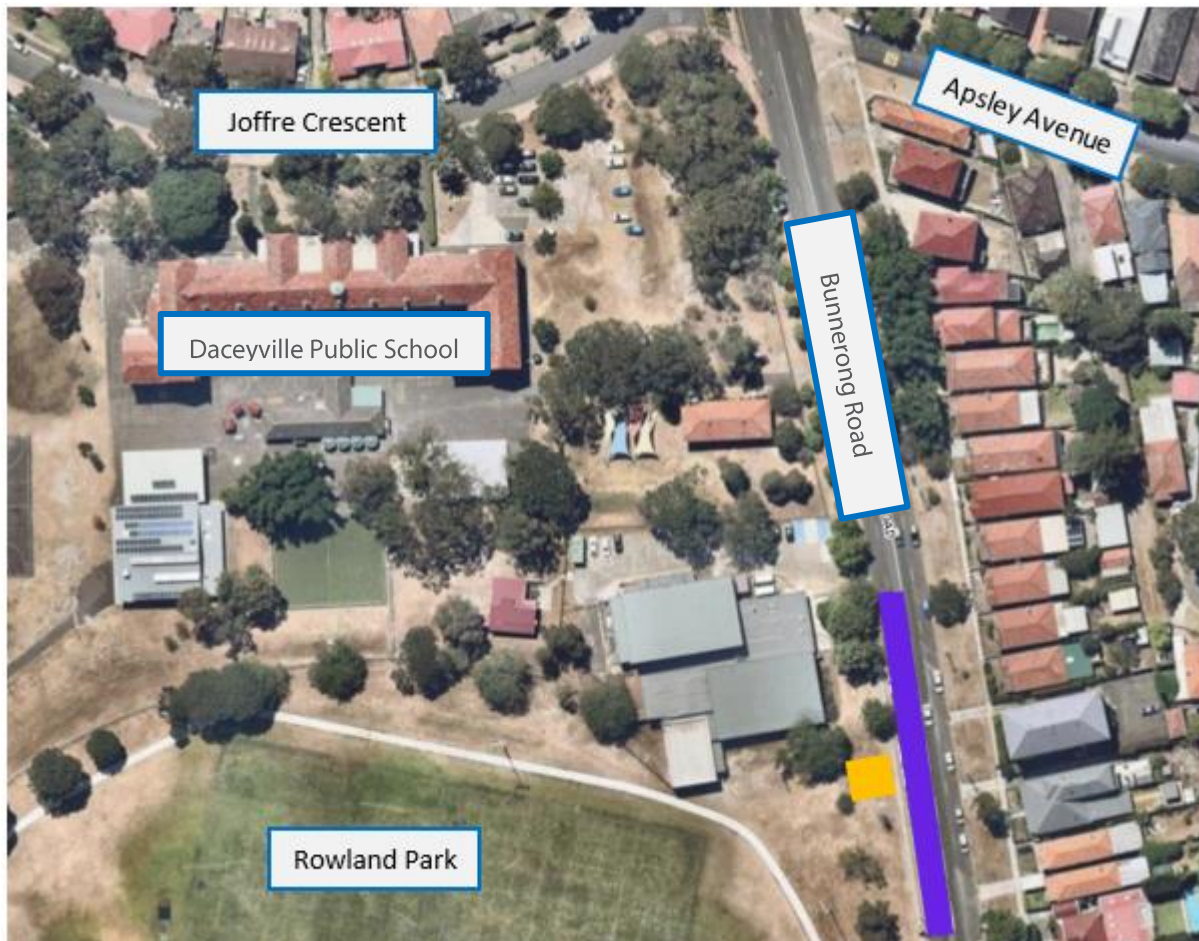 Joffre Crescent
Apsley Avenue
Bunnerong Road
Daceyville Public School
Rowland Park